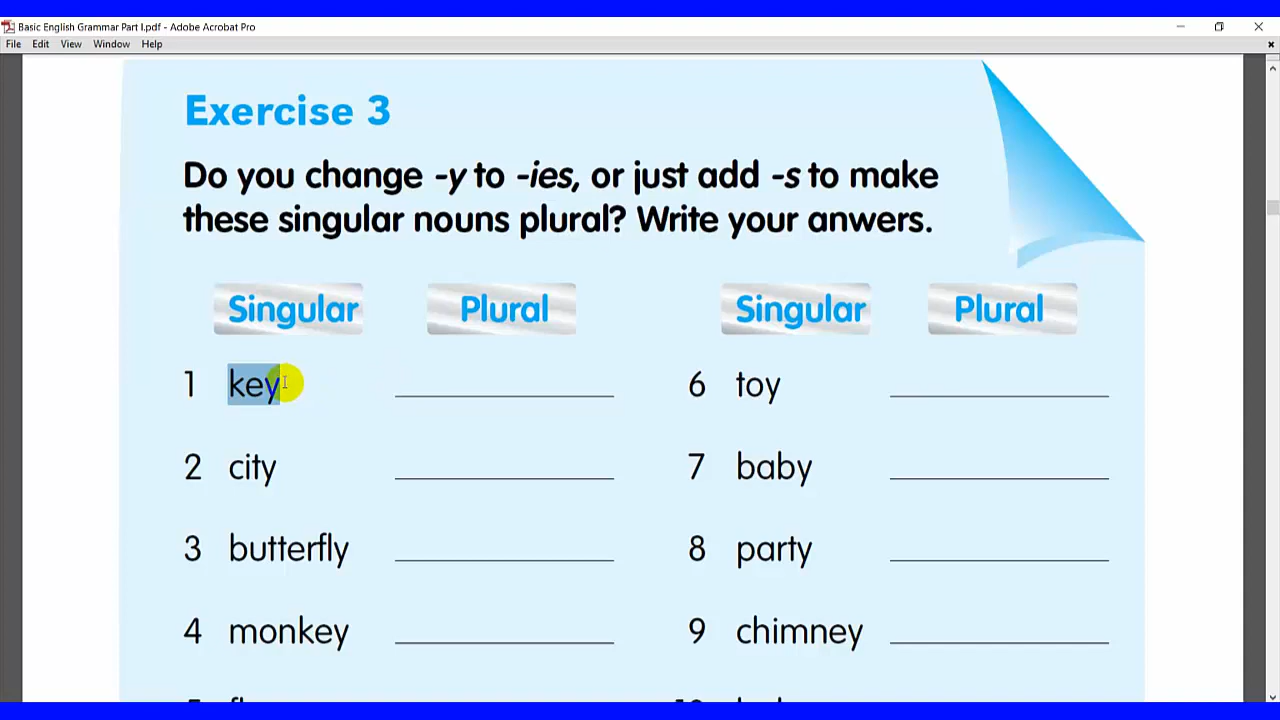 Basic English Grammar Part I.pdf - Adobe Acrobat Pro
File Edit View Window Help
Exercise 3
Do you change -y to -ies, or just add -s to make
these singular nouns plural? Write your anwers.
Singular Plural Singular Plural
1 key 6 toy
2 city 7 baby
3 butterfly 8 party
4 monkey 9 chimney